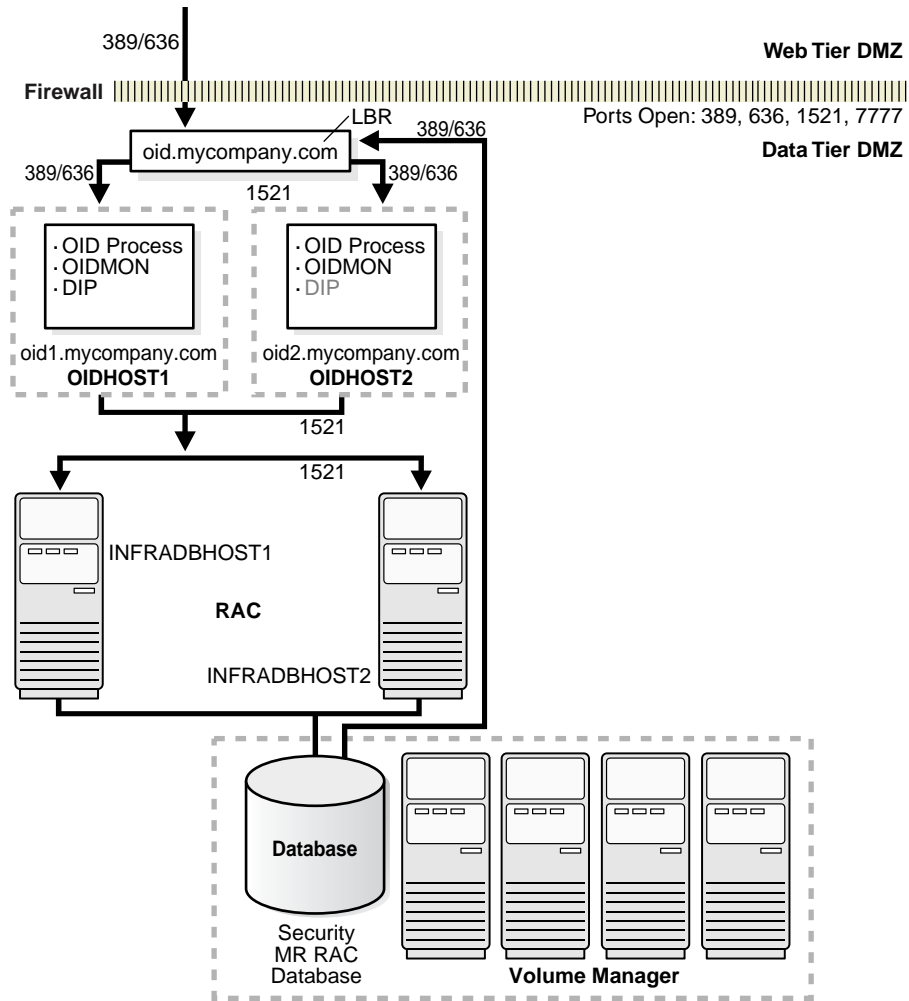 389/636
Web Tier DMZ
Firewall
Ports Open: 389, 636, 1521, 7777
LBR
389/636
Data Tier DMZ
oid.mycompany.com
389/636
389/636
1521
· OID Process
· OIDMON
· DIP
· OID Process
· OIDMON
· DIP
oid1.mycompany.com
OIDHOST1
oid2.mycompany.com
OIDHOST2
1521
1521
INFRADBHOST1
RAC
INFRADBHOST2
Database
Security
MR RAC
Database
Volume Manager